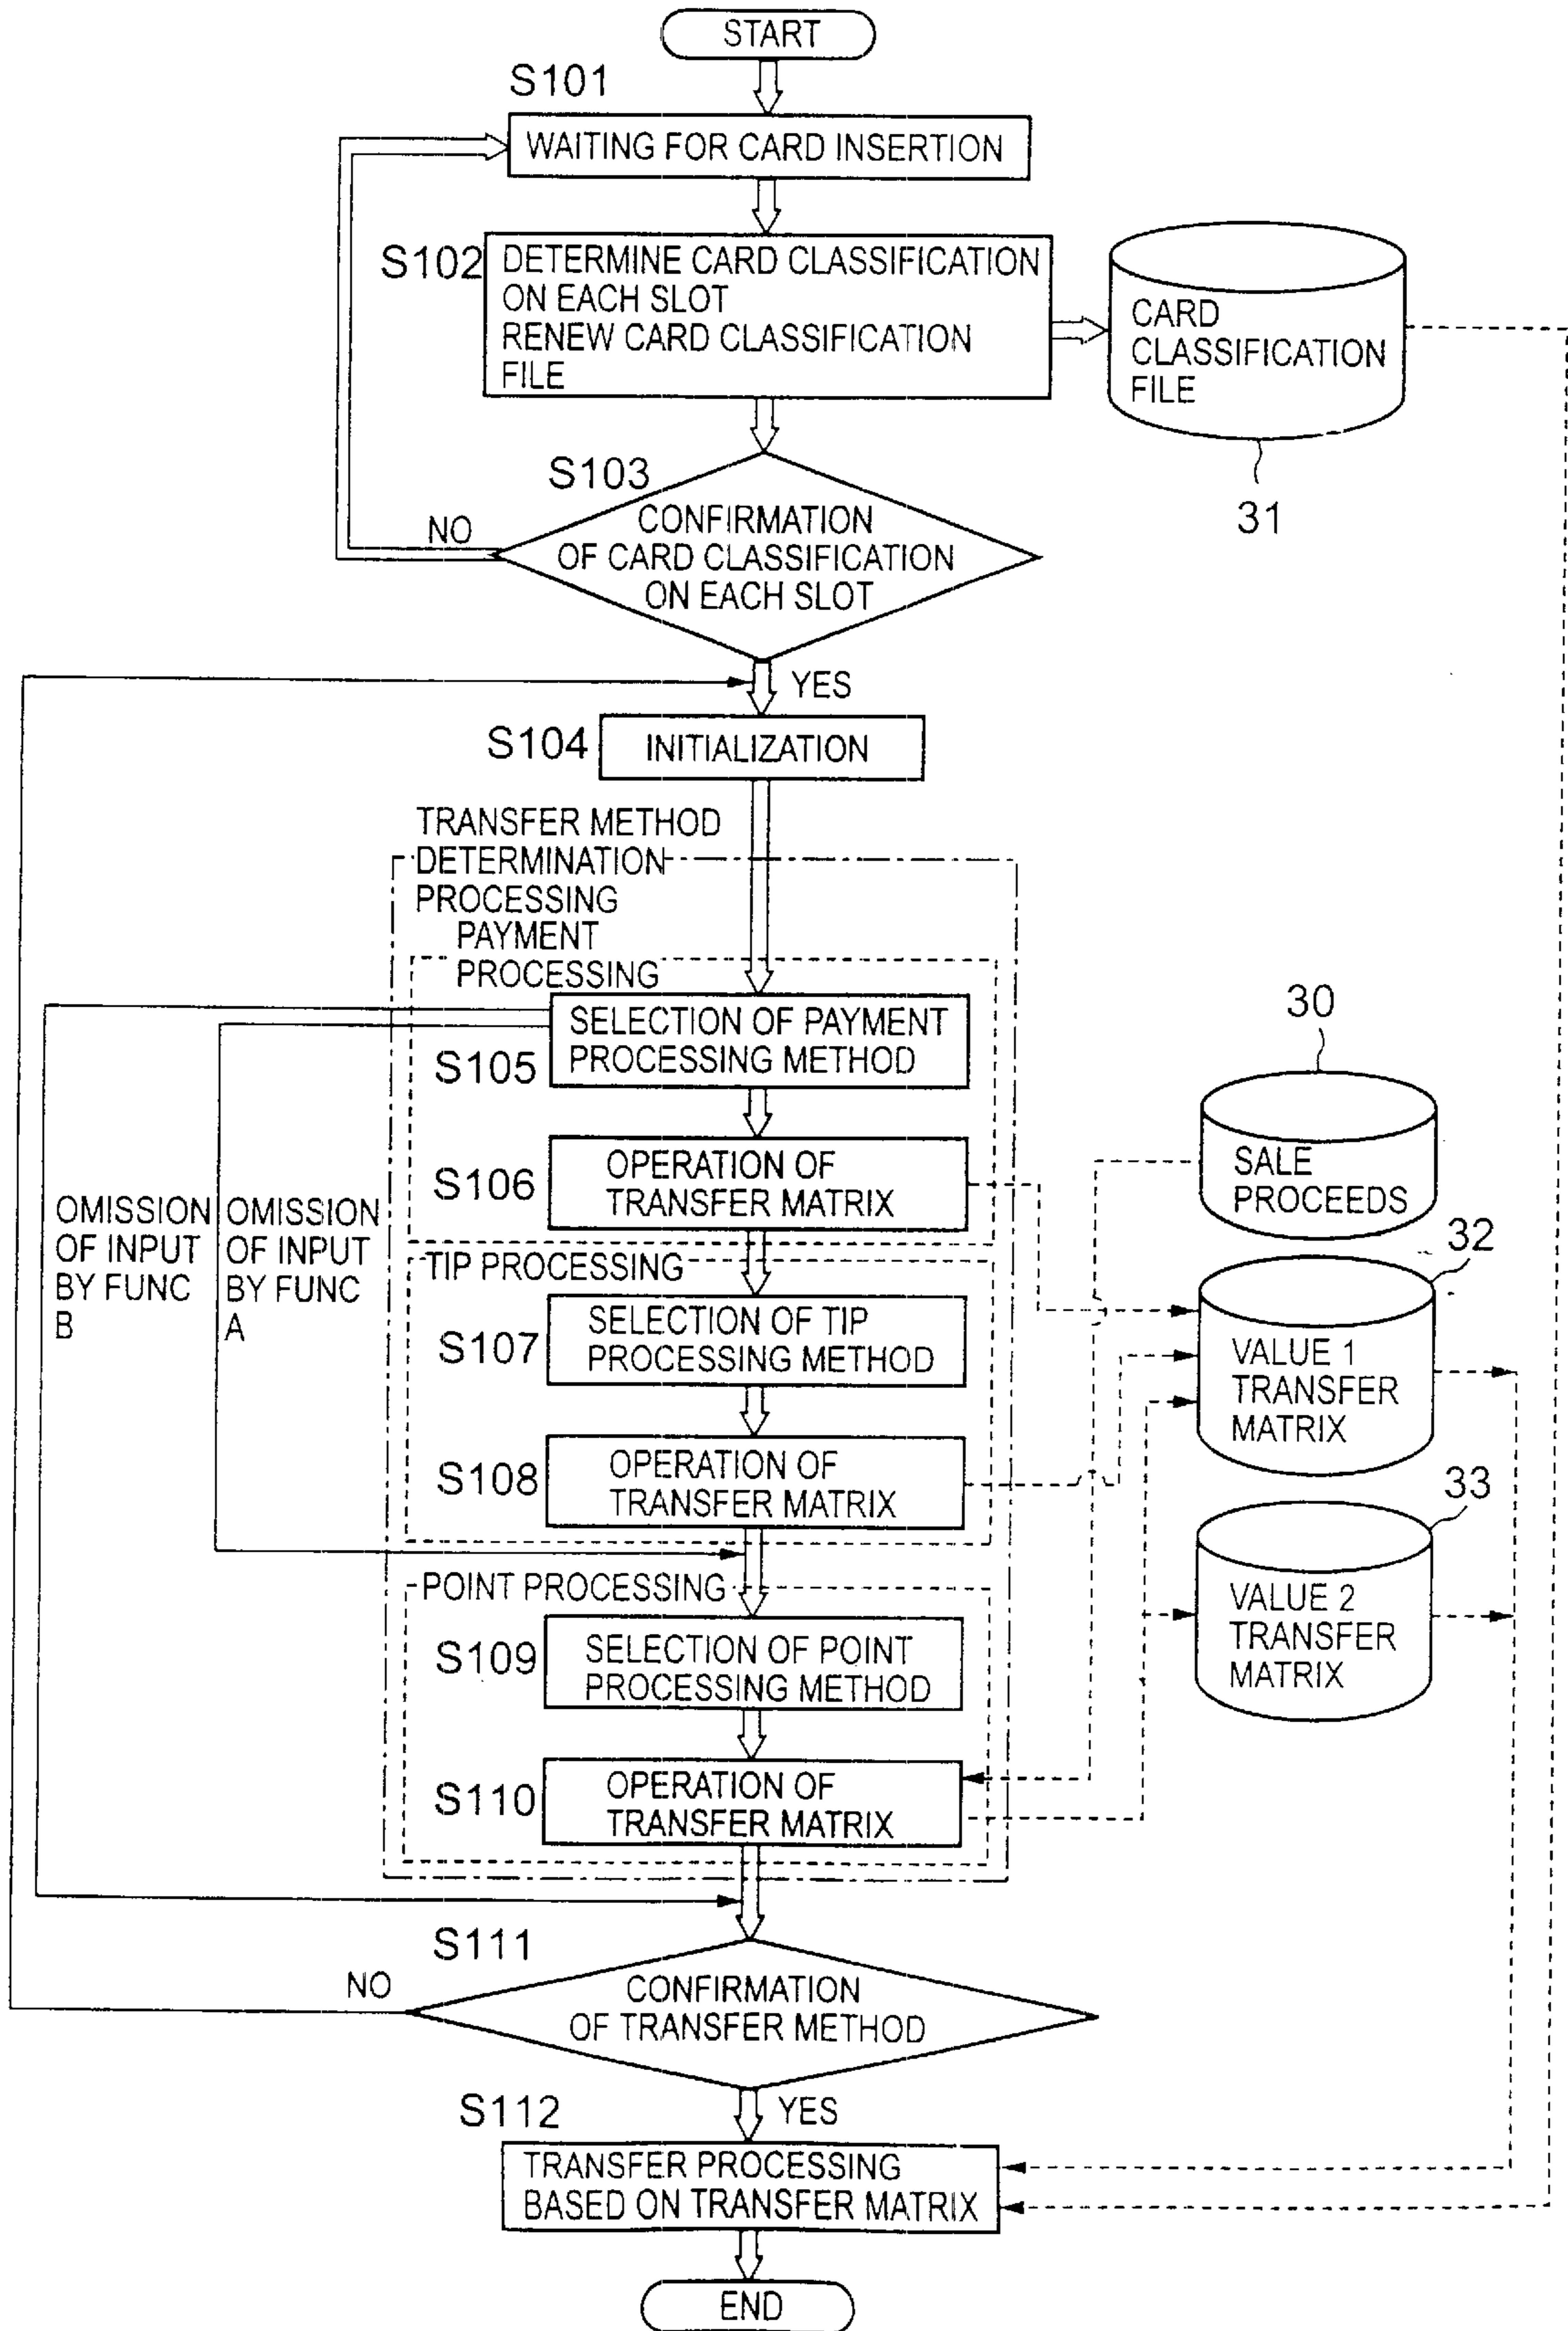 START
S101
WAITING FOR CARD INSERTION
S102
DETERMINE CARD CLASSIFICATION
ON EACH SLOT
RENEW CARD CLASSIFICATION
FILE
CARD
CLASSIFICATION
FILE
31
S103
CONFIRMATION
OF CARD CLASSIFICATION
ON EACH SLOT
NO
YES
S104
INITIALIZATION
TRANSFER METHOD
DETERMINATION
PROCESSING
PAYMENT
PROCESSING
S105
SELECTION OF PAYMENT
PROCESSING METHOD
S106
OPERATION OF
TRANSFER MATRIX
OMISSION
OF INPUT
BY FUNC
B
OMISSION
OF INPUT
BY FUNC
A
30
SALE
PROCEEDS
TIP PROCESSING
S107
SELECTION OF TIP
PROCESSING METHOD
32
VALUE 1
TRANSFER
MATRIX
S108
OPERATION OF
TRANSFER MATRIX
33
VALUE 2
TRANSFER
MATRIX
POINT PROCESSING
S109
SELECTION OF POINT
PROCESSING METHOD
S110
OPERATION OF
TRANSFER MATRIX
S111
CONFIRMATION
OF TRANSFER METHOD
NO
YES
S112
TRANSFER PROCESSING
BASED ON TRANSFER MATRIX
END